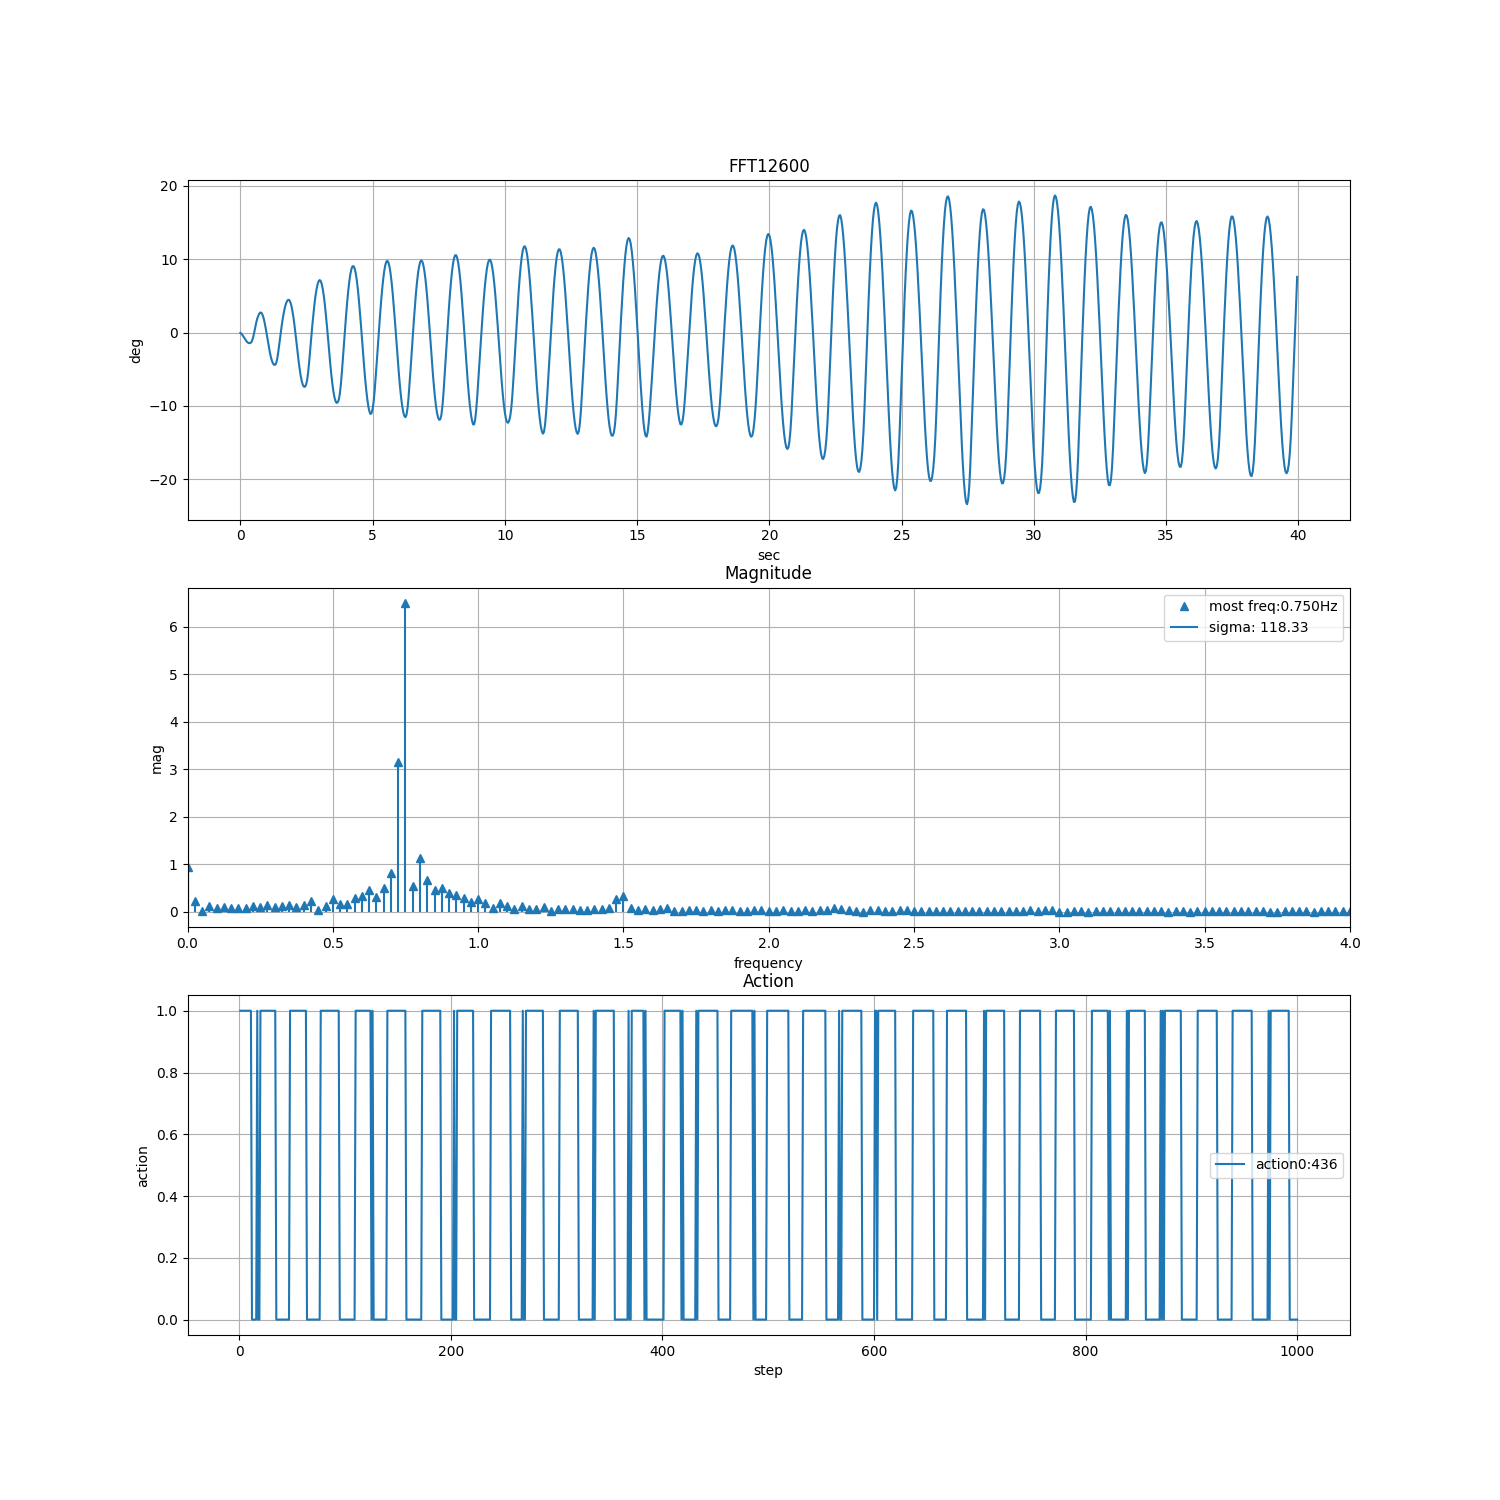 FFT12600
20
10
0
−10
−20
deg
0 5 10 15 20 25 30 35 40
sec
Magnitude
most freq:0.750Hz
sigma: 118.33
6
5
4
3
2
1
0
mag
0.0 0.5 1.0 1.5 2.0 2.5 3.0 3.5 4.0
frequency
Action
1.0
0.8
0.6
0.4
0.2
0.0
action
action0:436
0 200 400 600 800 1000
step